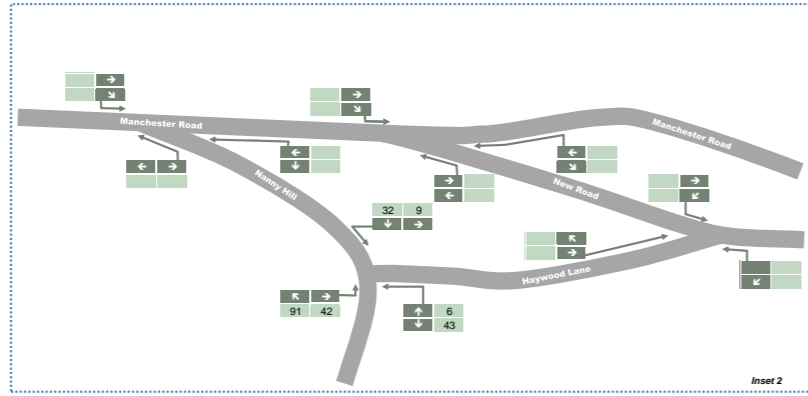 Manchester Road
Manchester Road
Nanny Hill
New Road
32 9
Haywood Lane
91 42
6
43
Inset 2